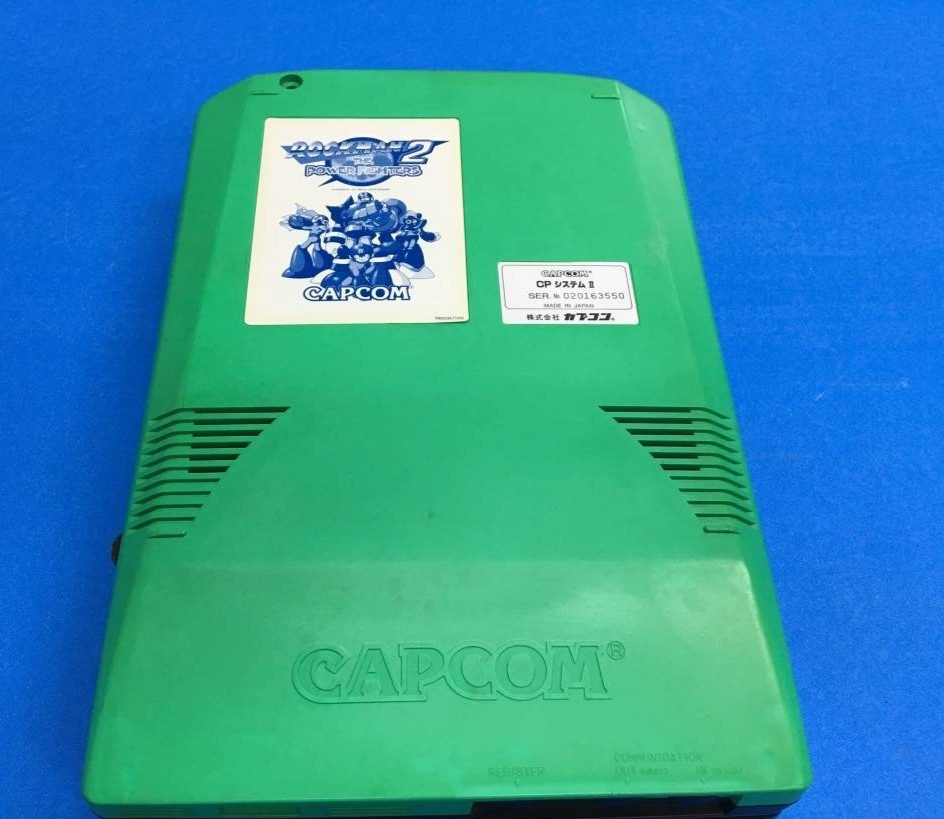 ROCKMAN 2
THE
POWER FIGHTERS
CAPCOM
CAPCOM®
CP システム II
SER. № 020163550
MADE IN JAPAN
株式会社 カプコン®
CAPCOM®
REGISTER
COMMUNICATION
OUT
IN